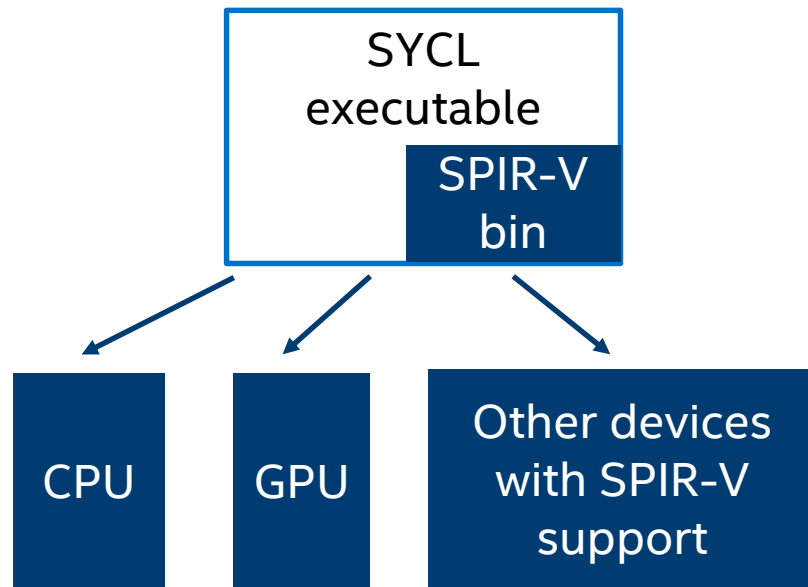 SYCL
executable
SPIR-V
bin
CPU
GPU
Other devices
with SPIR-V
support